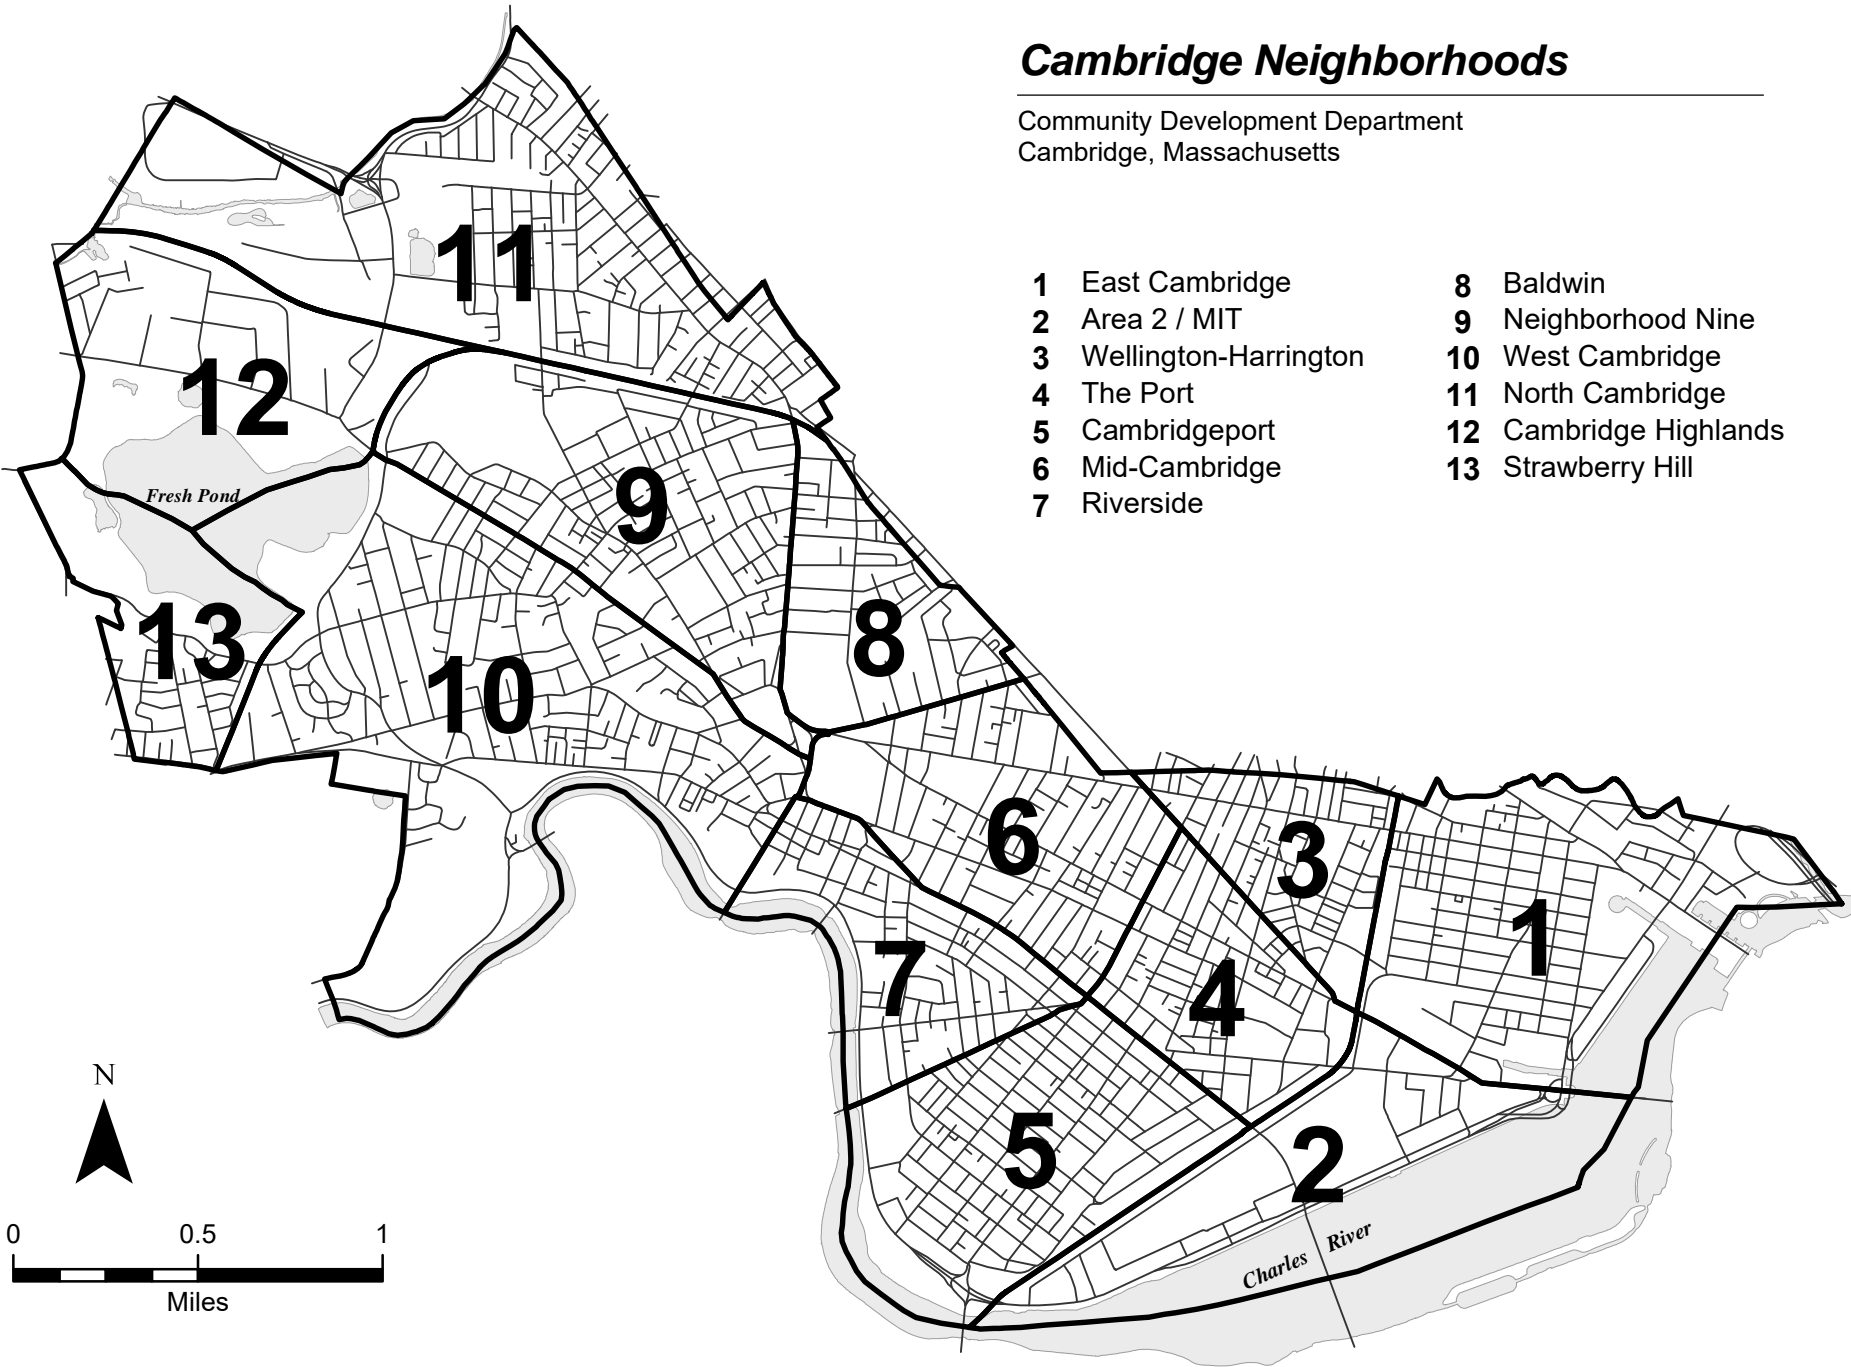 Cambridge Neighborhoods
Community Development Department
Cambridge, Massachusetts
1 East Cambridge
2 Area 2 / MIT
3 Wellington-Harrington
4 The Port
5 Cambridgeport
6 Mid-Cambridge
7 Riverside
8 Baldwin
9 Neighborhood Nine
10 West Cambridge
11 North Cambridge
12 Cambridge Highlands
13 Strawberry Hill
11
12
Fresh Pond
9
13
8
10
6
3
1
7
4
5
2
Charles River
N
0 0.5 1
Miles